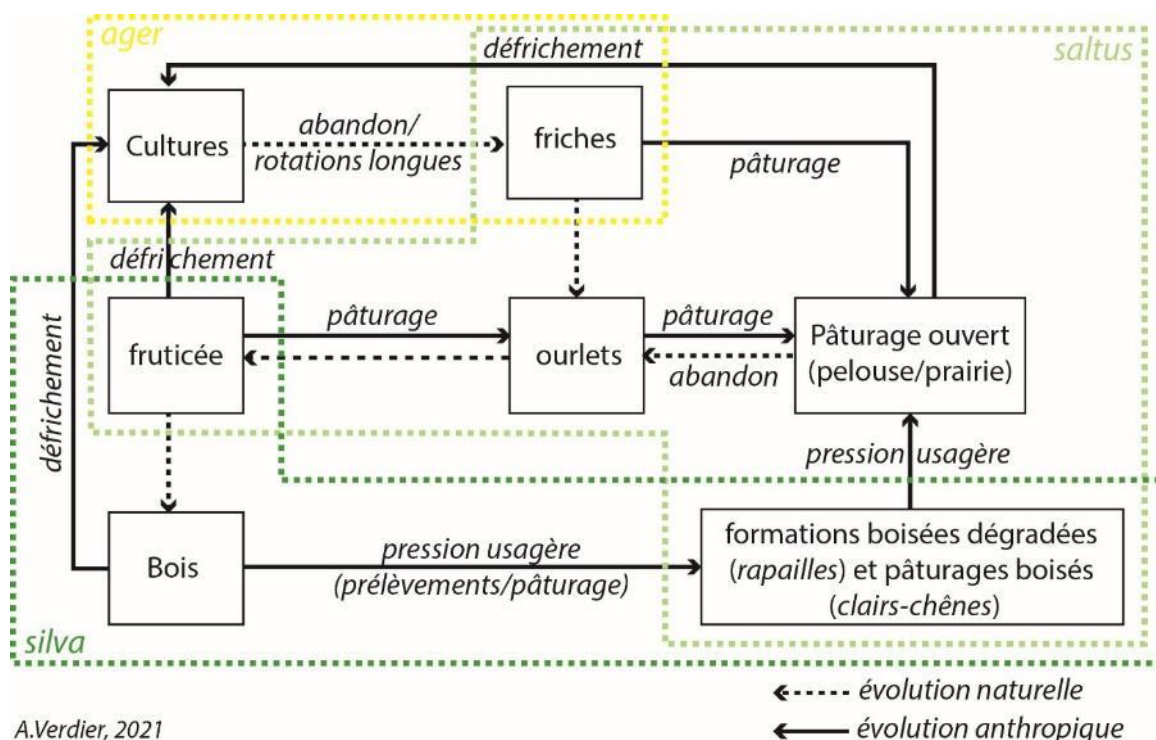 ager
saltus
défrichement
Cultures
abandon/
rotations longues
friches
pâturage
défrichement
fruticée
pâturage
ourlets
pâturage
abandon
Pâturage ouvert
(pelouse/prairie)
défrichement
pression usagère
Bois
pression usagère
(prélèvements/pâturage)
formations boisées dégradées
(rapailles) et pâturages boisés
(clairs-chênes)
silva
évolution naturelle
A.Verdier, 2021
évolution anthropique